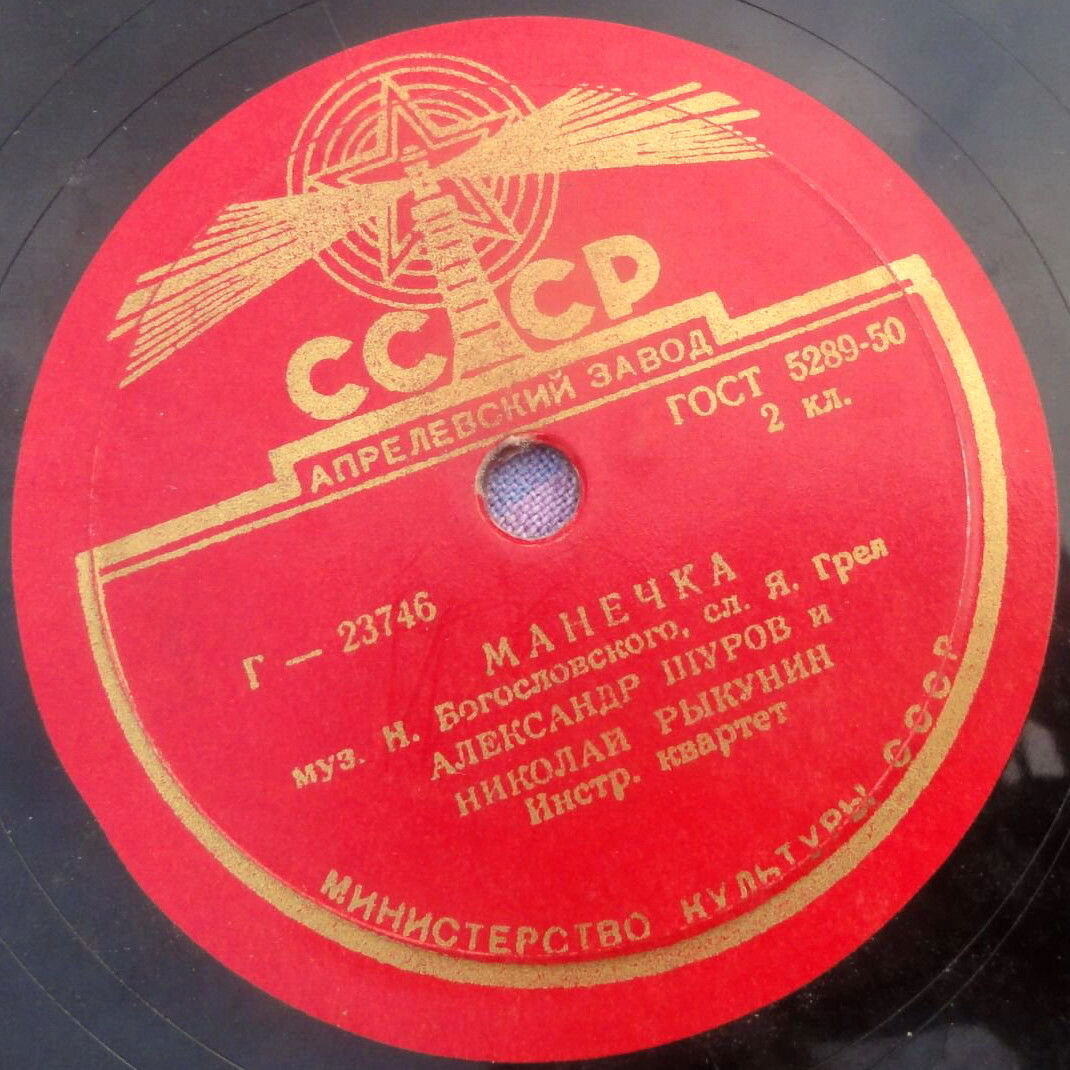 СССР
АПРЕЛЕВСКИЙ ЗАВОД
ГОСТ 5289-50
2 кл.
Г — 23746
МАНЕЧКА
муз. Н. Богословского, сл. Я. Грея
АЛЕКСАНДР ШУРОВ и
НИКОЛАЙ РЫКУНИН
Инстр. квартет
МИНИСТЕРСТВО КУЛЬТУРЫ СССР